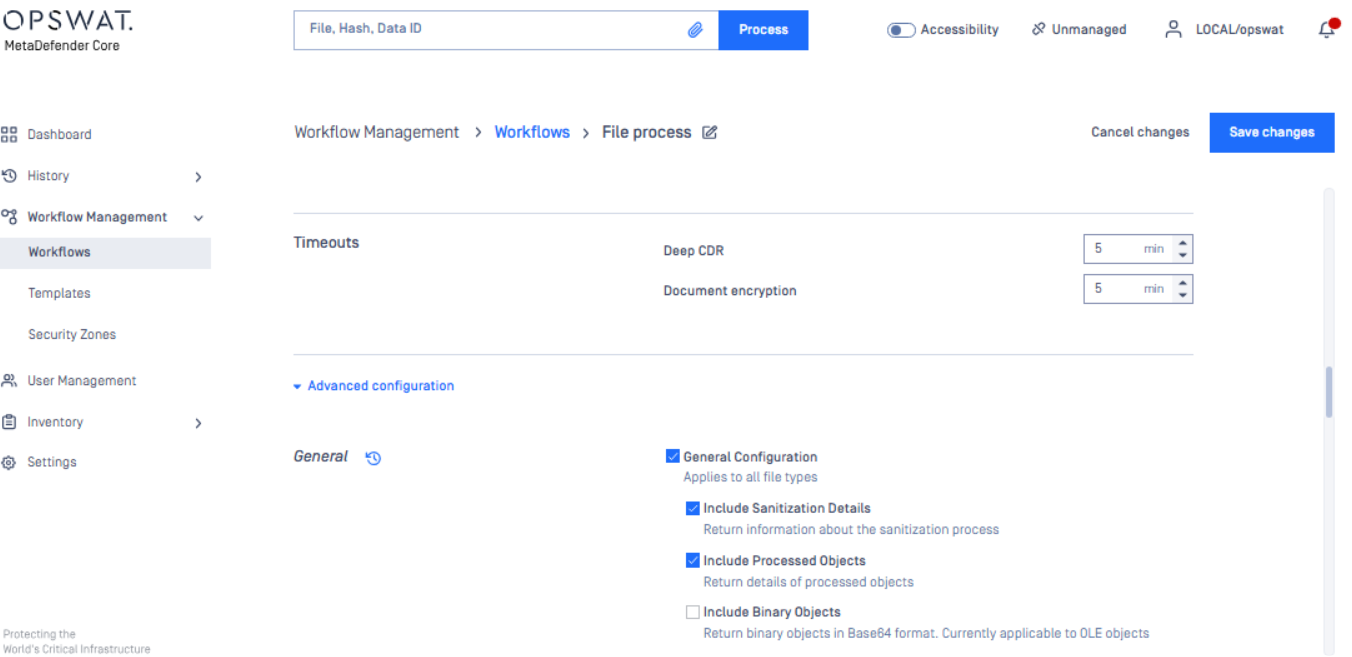 OPSWAT.
MetaDefender Core
File, Hash, Data ID
Process
Accessibility
Unmanaged
LOCAL/opswat
Dashboard
History
Workflow Management
Workflows
Templates
Security Zones
User Management
Inventory
Settings
Protecting the
World's Critical Infrastructure
Workflow Management > Workflows > File process
Cancel changes
Save changes
Timeouts
Deep CDR
5 min
Document encryption
5 min
Advanced configuration
General
General Configuration
Applies to all file types
Include Sanitization Details
Return information about the sanitization process
Include Processed Objects
Return details of processed objects
Include Binary Objects
Return binary objects in Base64 format. Currently applicable to OLE objects